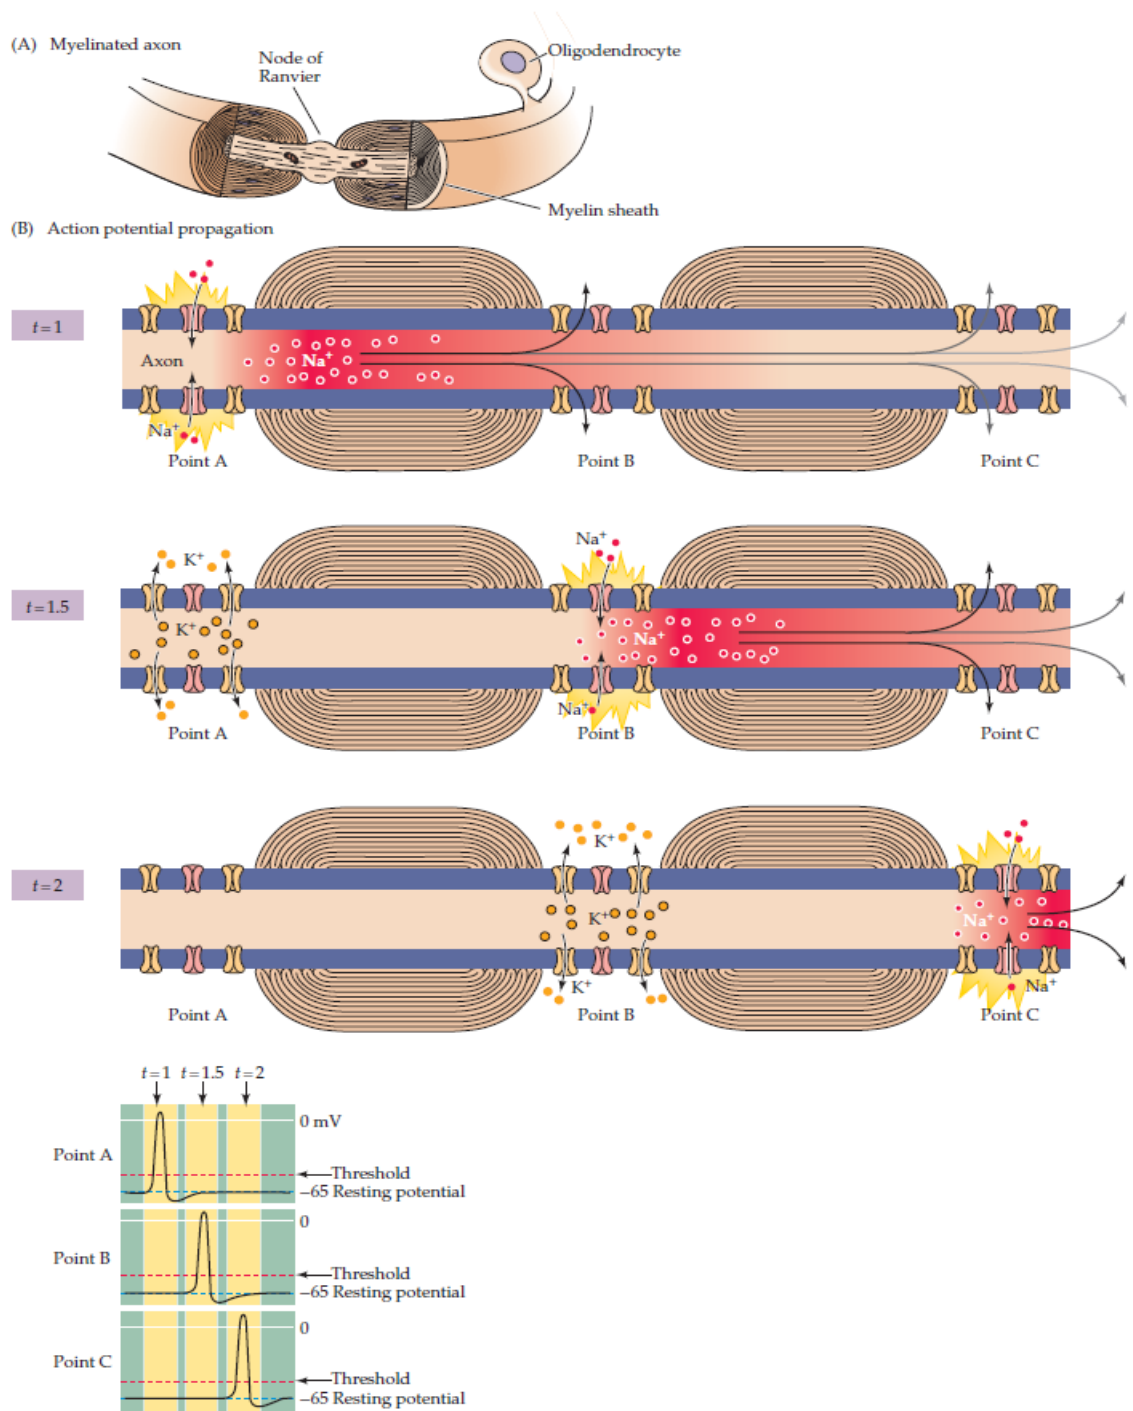 (A) Myelinated axon
Node of
Ranvier
Oligodendrocyte
Myelin sheath
(B) Action potential propagation
t=1
Axon
Na+
Na+
Point A
Point B
Point C
Na+
K+
t=1.5
K+
Na+
Na+
Point A
Point B
Point C
K+
t=2
K+
Na+
K+
Na+
Point A
Point B
Point C
t=1 t=1.5 t=2
0 mV
Point A
Threshold
–65 Resting potential
0
Point B
Threshold
–65 Resting potential
0
Point C
Threshold
–65 Resting potential